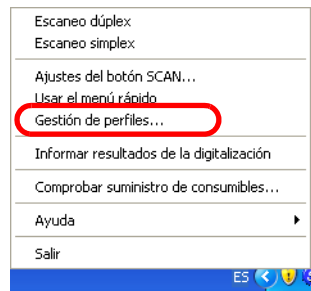 Escaneo dúplex
Escaneo simplex
Ajustes del botón SCAN...
Usar el menú rápido
Gestión de perfiles...
Informar resultados de la digitalización
Comprobar suministro de consumibles...
Ayuda
Salir
ES